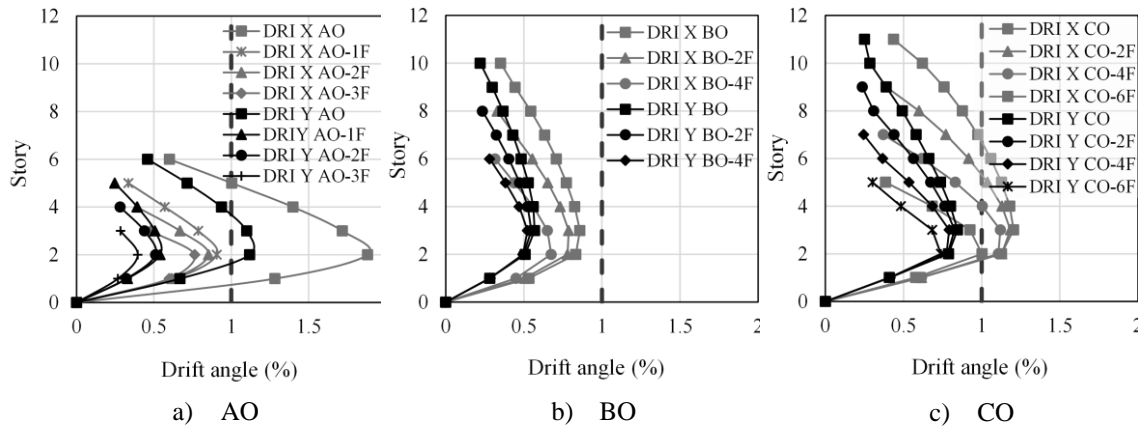 12
10
8
6
4
2
0
Story
0
0.5
1
1.5
Drift angle (%)
DRI X AO
DRI X AO-1F
DRI X AO-2F
DRI X AO-3F
DRI Y AO
DRIY AO-1F
DRI Y AO-2F
DRI Y AO-3F
a) AO
12
10
8
6
4
2
0
Story
0
0.5
1
1.5
2
Drift angle (%)
DRI X BO
DRI X BO-2F
DRI X BO-4F
DRI Y BO
DRI Y BO-2F
DRI Y BO-4F
b) BO
12
10
8
6
4
2
0
Story
0
0.5
1
1.5
2
Drift angle (%)
DRI X CO
DRI X CO-2F
DRI X CO-4F
DRI X CO-6F
DRI Y CO
DRI Y CO-2F
DRI Y CO-4F
DRI Y CO-6F
c) CO